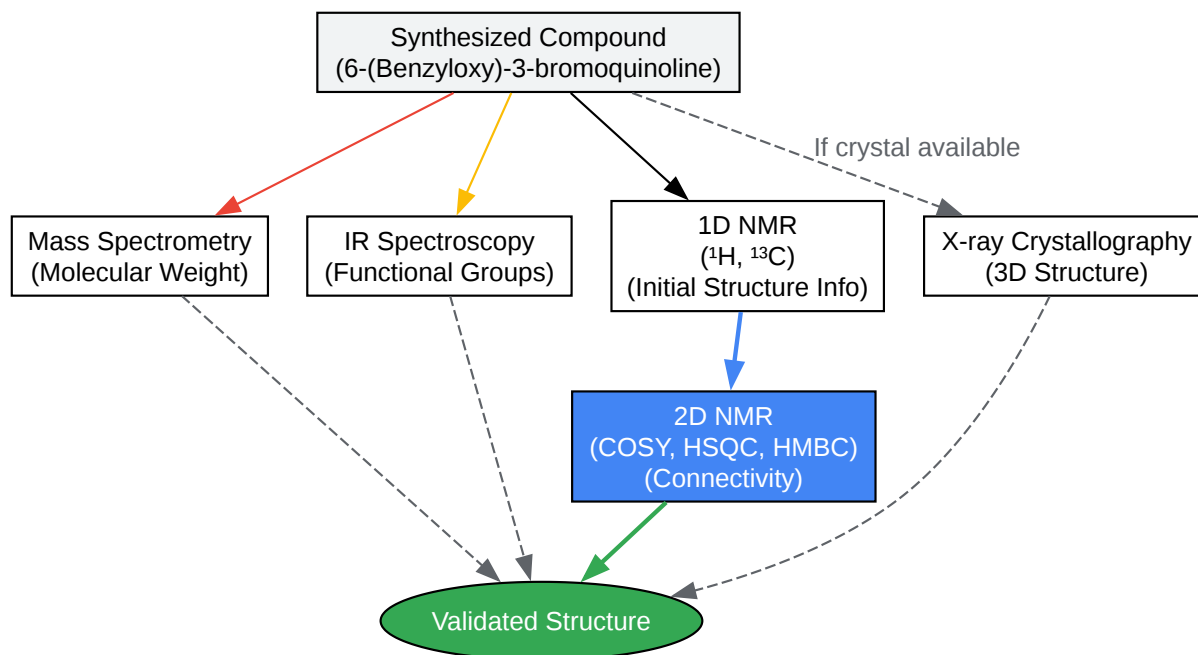 Synthesized Compound
(6-(Benzyloxy)-3-bromoquinoline)
If crystal available
Mass Spectrometry
(Molecular Weight)
IR Spectroscopy
(Functional Groups)
1D NMR
(¹H, ¹³C)
(Initial Structure Info)
X-ray Crystallography
(3D Structure)
2D NMR
(COSY, HSQC, HMBC)
(Connectivity)
Validated Structure